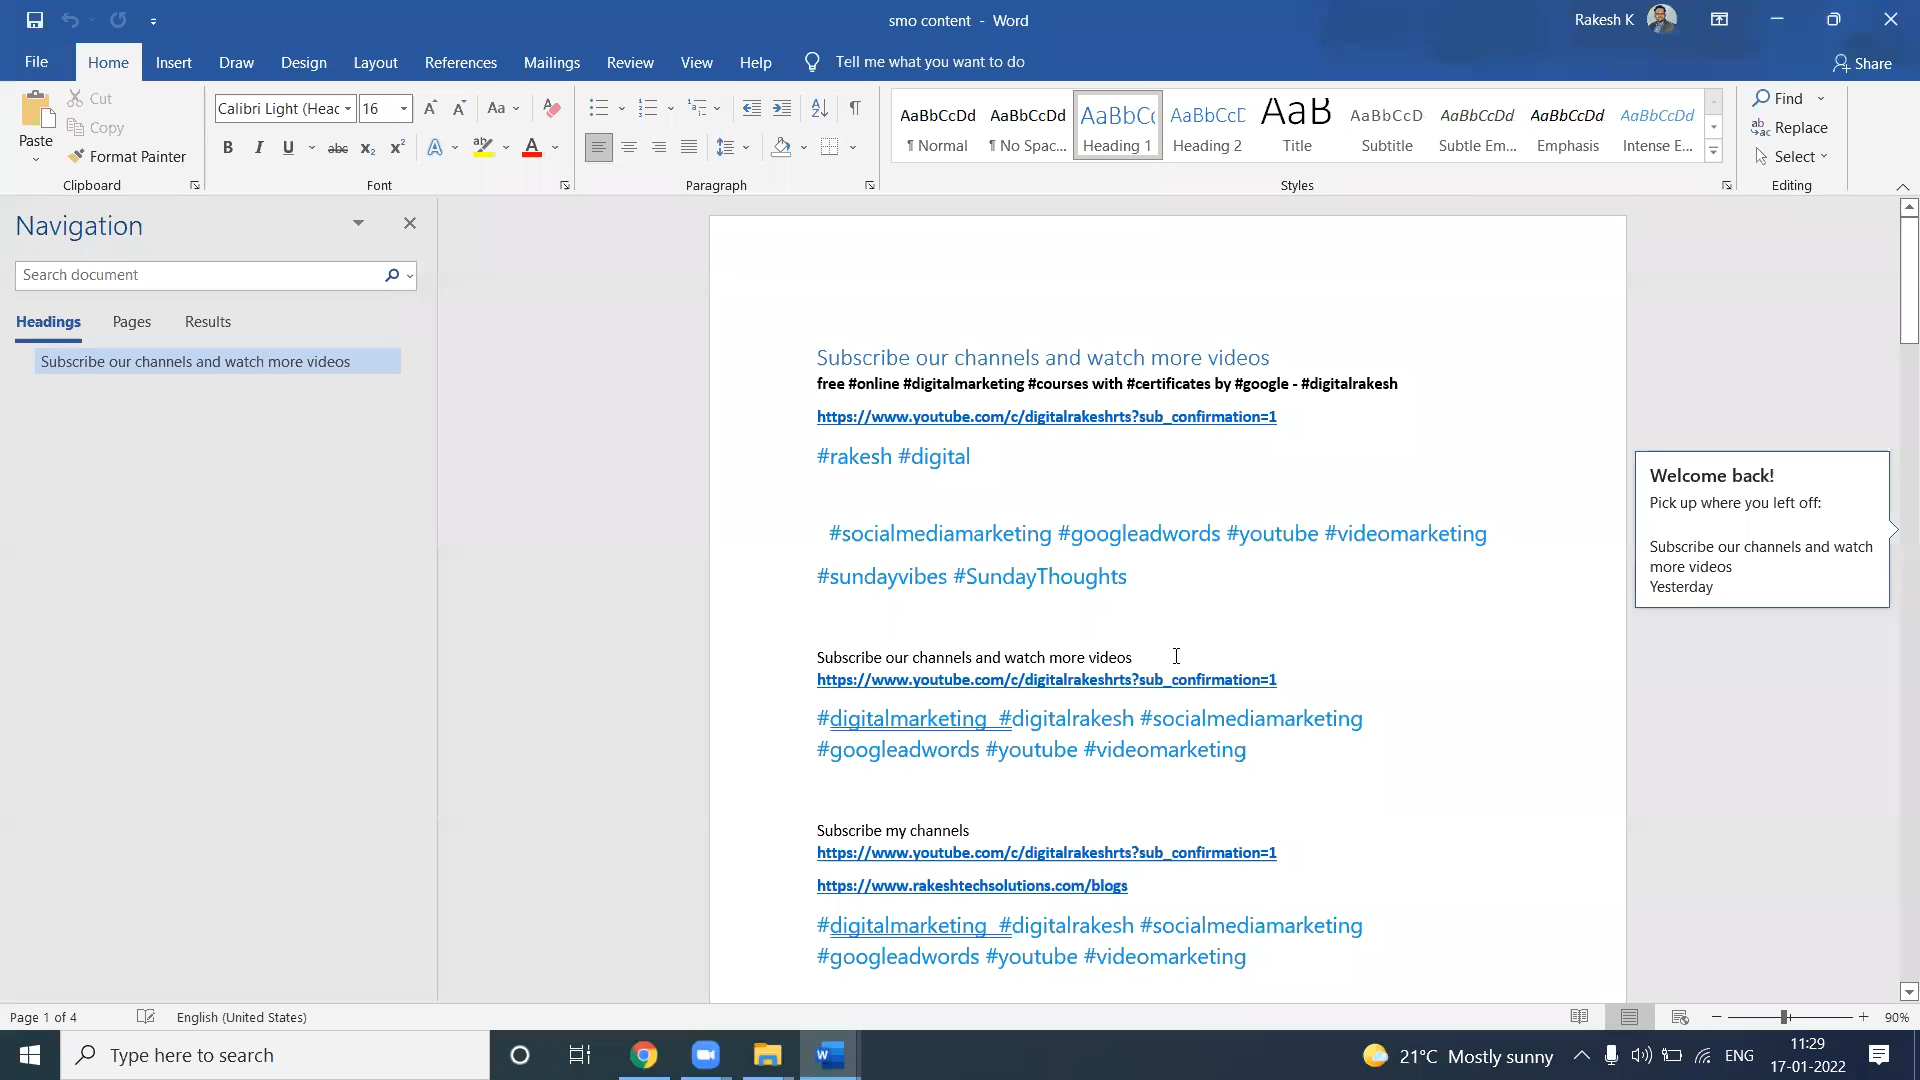 smo content - Word
Rakesh K
File Home Insert Draw Design Layout References Mailings Review View Help Tell me what you want to do
Share
Paste
Cut
Copy
Format Painter
Clipboard
Calibri Light (Heac 16
Aa
B I U abc x₂ x² A A
Font
Paragraph
AaBbCcDd AaBbCcDd AaBbCc AaBbCcC AaB AaBbCcD AaBbCcDd AaBbCcDd AaBbCcDd
¶ Normal ¶ No Spac... Heading 1 Heading 2 Title Subtitle Subtle Em... Emphasis Intense E...
Styles
Find
Replace
Select
Editing
Navigation
Search document
Headings Pages Results
Subscribe our channels and watch more videos
Subscribe our channels and watch more videos
free #online #digitalmarketing #courses with #certificates by #google - #digitalrakesh
https://www.youtube.com/c/digitalrakeshrts?sub_confirmation=1
#rakesh #digital
#socialmediamarketing #googleadwords #youtube #videomarketing
#sundayvibes #SundayThoughts
Subscribe our channels and watch more videos
https://www.youtube.com/c/digitalrakeshrts?sub_confirmation=1
#digitalmarketing #digitalrakesh #socialmediamarketing
#googleadwords #youtube #videomarketing
Subscribe my channels
https://www.youtube.com/c/digitalrakeshrts?sub_confirmation=1
https://www.rakeshtechsolutions.com/blogs
#digitalmarketing #digitalrakesh #socialmediamarketing
#googleadwords #youtube #videomarketing
Welcome back!
Pick up where you left off:
Subscribe our channels and watch
more videos
Yesterday
Page 1 of 4 English (United States) 90%
Type here to search
21°C Mostly sunny
ENG
11:29
17-01-2022